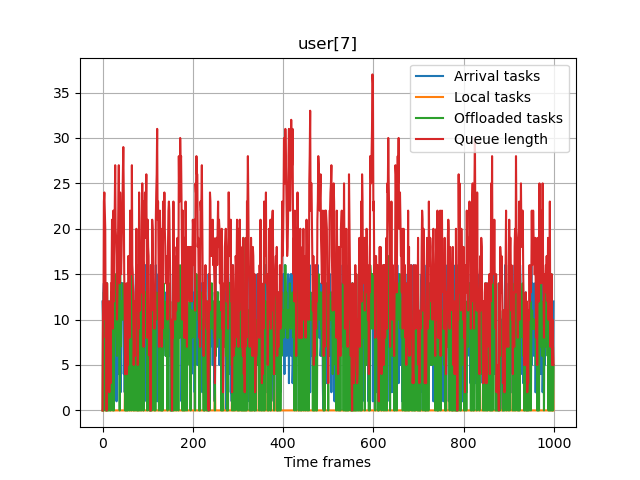 user[7]
Arrival tasks
Local tasks
Offloaded tasks
Queue length
35
30
25
20
15
10
5
0
0 200 400 600 800 1000
Time frames